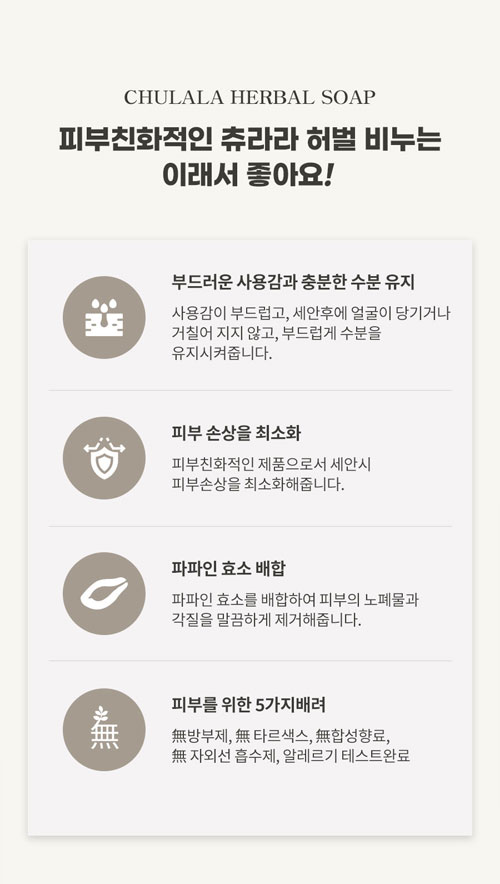 CHULALA HERBAL SOAP
피부친화적인 츄라라 허벌 비누는
이래서 좋아요!
부드러운 사용감과 충분한 수분 유지
사용감이 부드럽고, 세안후에 얼굴이 당기거나
거칠어 지지 않고, 부드럽게 수분을
유지시켜줍니다.
피부 손상을 최소화
피부친화적인 제품으로서 세안시
피부손상을 최소화해줍니다.
파파인 효소 배합
파파인 효소를 배합하여 피부의 노폐물과
각질을 말끔하게 제거해줍니다.
無
피부를 위한 5가지배려
無방부제, 無 타르색스, 無합성향료,
無 자외선 흡수제, 알레르기 테스트완료